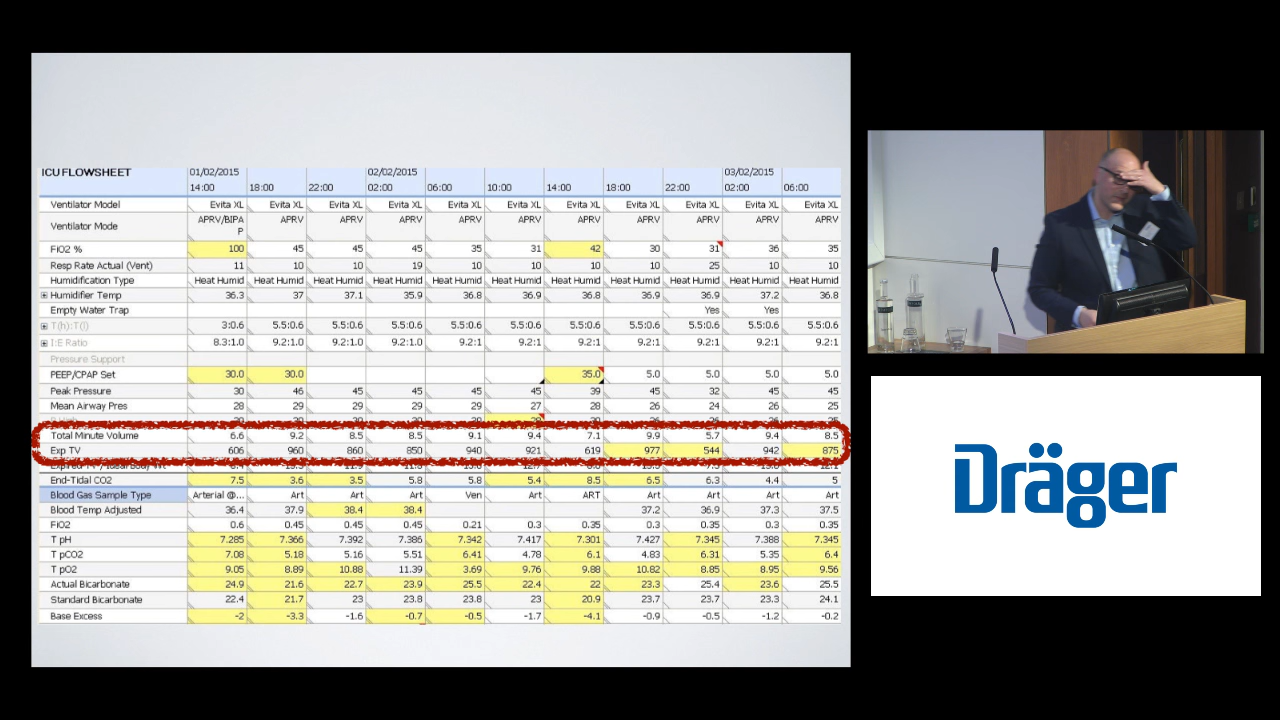 ICU FLOWSHEET 01/02/2015 02/02/2015 03/02/2015
14:00 18:00 22:00 02:00 06:00 10:00 14:00 18:00 22:00 02:00 06:00
Ventilator Model Evita XL Evita XL Evita XL Evita XL Evita XL Evita XL Evita XL Evita XL Evita XL Evita XL Evita XL
Ventilator Mode APRV/BIPA P APRV APRV APRV APRV APRV APRV APRV APRV APRV APRV
FiO2 % 100 45 45 45 35 31 42 30 31 36 35
Resp Rate Actual (Vent) 11 10 10 19 10 10 10 10 25 10 10
Humidification Type Heat Humid Heat Humid Heat Humid Heat Humid Heat Humid Heat Humid Heat Humid Heat Humid Heat Humid Heat Humid Heat Humid
Humidifier Temp 36.3 37 37.1 35.9 36.8 36.9 36.8 36.9 36.9 37.2 36.8
Empty Water Trap Yes Yes
T(h):T(l) 3:0.6 5.5:0.6 5.5:0.6 5.5:0.6 5.5:0.6 5.5:0.6 5.5:0.6 5.5:0.6 5.5:0.6 5.5:0.6 5.5:0.6
I:E Ratio 8.3:1.0 9.2:1.0 9.2:1.0 9.2:1.0 9.2:1 9.2:1 9.2:1 9.2:1 9.2:1 9.2:1 9.2:1
Pressure Support
PEEP/CPAP Set 30.0 30.0 35.0 5.0 5.0 5.0 5.0
Peak Pressure 30 46 45 45 45 45 39 45 32 45 45
Mean Airway Pres 28 29 29 29 29 27 28 26 24 26 25
Total Minute Volume 6.6 9.2 8.5 8.5 9.1 9.4 7.1 9.9 5.7 9.4 8.5
Exp TV 606 960 860 850 940 921 619 977 544 942 875
End-Tidal CO2 7.5 3.6 3.5 5.8 5.8 5.4 8.5 6.5 6.3 4.4 5
Blood Gas Sample Type Arterial @... Art Art Art Ven Art ART Art Art Art Art
Blood Temp Adjusted 36.4 37.9 38.4 38.4 37.2 36.9 37.3 37.5
FiO2 0.6 0.45 0.45 0.45 0.21 0.3 0.35 0.3 0.35 0.3 0.35
T pH 7.285 7.366 7.392 7.386 7.342 7.417 7.301 7.427 7.345 7.388 7.345
T pCO2 7.08 5.18 5.16 5.51 6.41 4.78 6.1 4.83 6.31 5.35 6.4
T pO2 9.05 8.89 10.88 11.39 3.69 9.76 9.88 10.82 8.85 8.95 9.56
Actual Bicarbonate 24.9 21.6 22.7 23.9 25.5 22.4 22 23.3 25.4 23.6 25.5
Standard Bicarbonate 22.4 21.7 23 23.8 23.8 23 20.9 23.7 23.7 23.3 24.1
Base Excess -2 -3.3 -1.6 -0.7 -0.5 -1.7 -4.1 -0.9 -0.5 -1.2 -0.2
Dräger